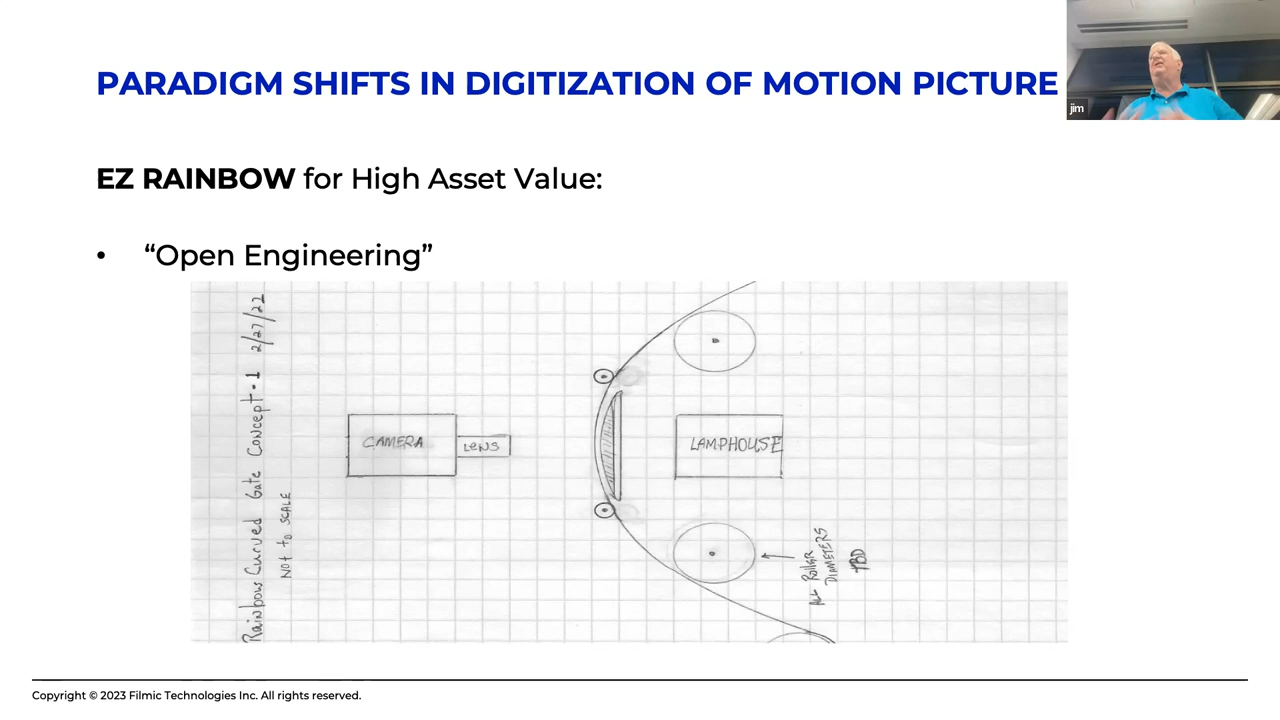 PARADIGM SHIFTS IN DIGITIZATION OF MOTION PICTURE
jim
EZ RAINBOW for High Asset Value:
• “Open Engineering”
Rainbow Curved Gate Concept - 1 2/27/22
NOT to SCALE
CAMERA
LENS
LAMPHOUSE
ALL ROLLER
DIAMETERS
TBD
Copyright © 2023 Filmic Technologies Inc. All rights reserved.